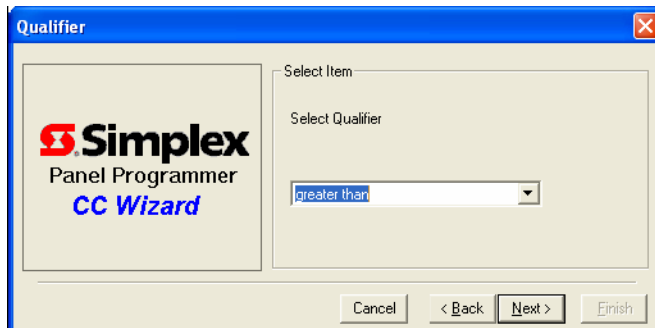 Qualifier
Select Item
Simplex
Panel Programmer
CC Wizard
Select Qualifier
greater than
Cancel
< Back
Next >
Finish